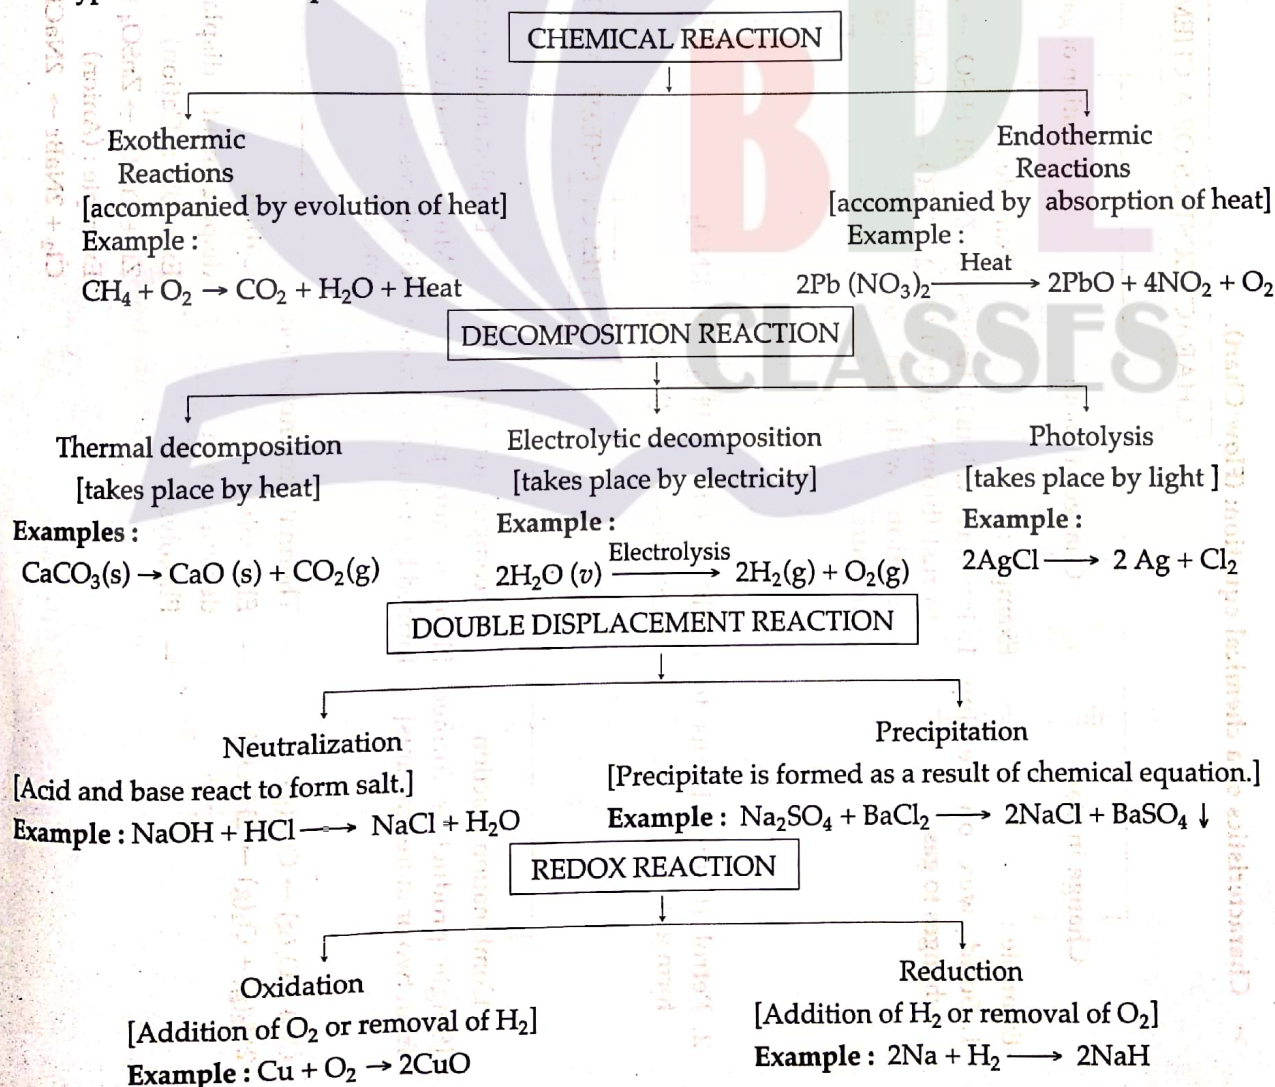 CHEMICAL REACTION
Exothermic
Reactions
[accompanied by evolution of heat]
Example :
CH₄ + O₂ → CO₂ + H₂O + Heat
Endothermic
Reactions
[accompanied by absorption of heat]
Example :
2Pb (NO₃)₂ —Heat→ 2PbO + 4NO₂ + O₂
DECOMPOSITION REACTION
Thermal decomposition
[takes place by heat]
Examples :
CaCO₃(s) → CaO (s) + CO₂(g)
Electrolytic decomposition
[takes place by electricity]
Example :
2H₂O (v) —Electrolysis→ 2H₂(g) + O₂(g)
Photolysis
[takes place by light ]
Example :
2AgCl → 2 Ag + Cl₂
DOUBLE DISPLACEMENT REACTION
Neutralization
[Acid and base react to form salt.]
Example : NaOH + HCl → NaCl + H₂O
Precipitation
[Precipitate is formed as a result of chemical equation.]
Example : Na₂SO₄ + BaCl₂ → 2NaCl + BaSO₄ ↓
REDOX REACTION
Oxidation
[Addition of O₂ or removal of H₂]
Example : Cu + O₂ → 2CuO
Reduction
[Addition of H₂ or removal of O₂]
Example : 2Na + H₂ → 2NaH
BPL
CLASSES